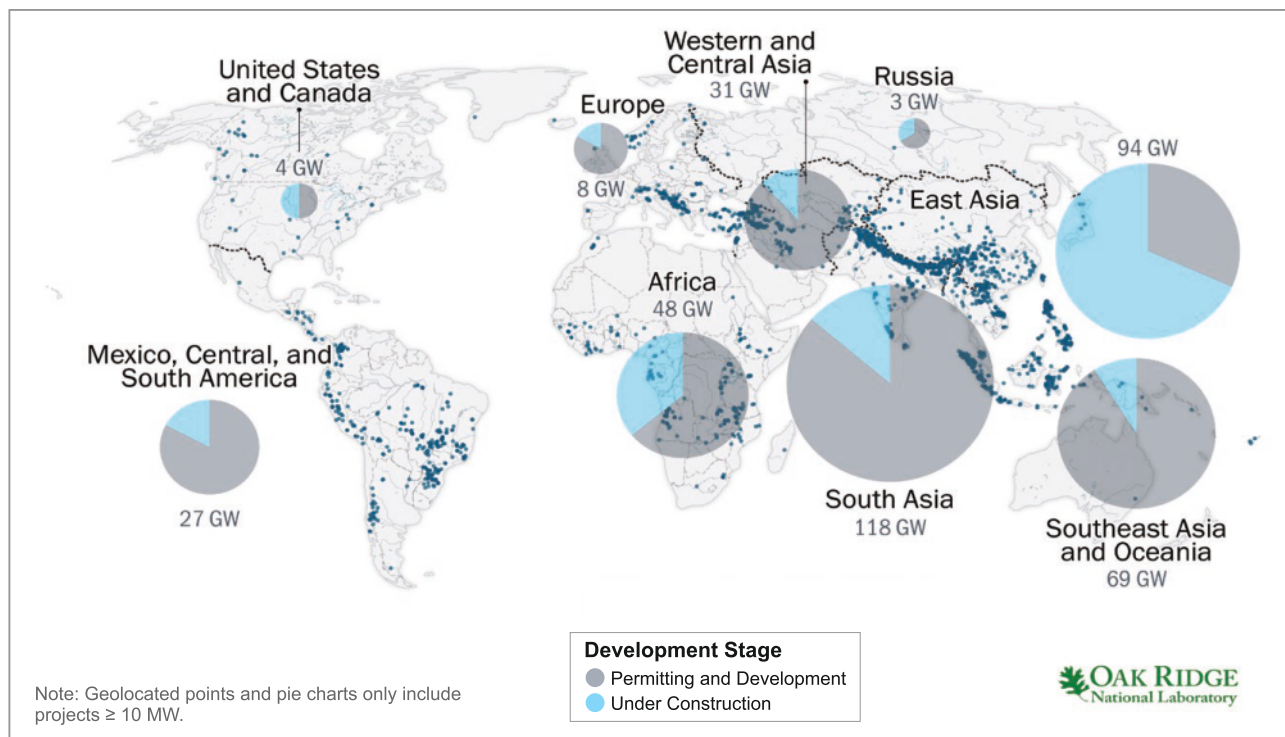 United States
and Canada
4 GW
Europe
8 GW
Western and
Central Asia
31 GW
Russia
3 GW
East Asia
94 GW
Africa
48 GW
Mexico, Central, and
South America
27 GW
South Asia
118 GW
Southeast Asia
and Oceania
69 GW
Development Stage
Permitting and Development
Under Construction
Note: Geolocated points and pie charts only include
projects ≥ 10 MW.
OAK RIDGE
National Laboratory